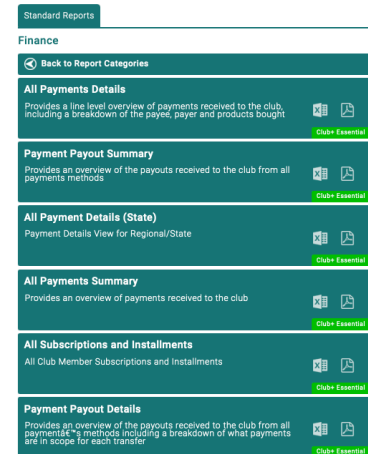 Standard Reports
Finance
Back to Report Categories
All Payments Details
Provides a line level overview of payments received to the club,
including a breakdown of the payee, payer and products bought
Club+ Essential
Payment Payout Summary
Provides an overview of the payouts received to the club from all
payments methods
Club+ Essential
All Payment Details (State)
Payment Details View for Regional/State
Club+ Essential
All Payments Summary
Provides an overview of payments received to the club
Club+ Essential
All Subscriptions and Installments
All Club Member Subscriptions and Installments
Club+ Essential
Payment Payout Details
Provides an overview of the payouts received to the club from all
paymentâ€™s methods including a breakdown of what payments
are in scope for each transfer
Club+ Essential